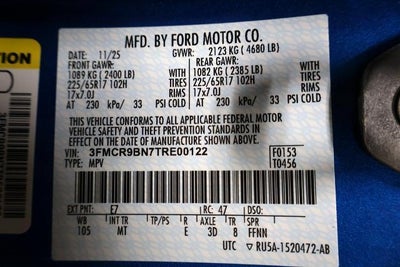 MFD. BY FORD MOTOR CO.
DATE: 11/25 GVWR: 2123 KG ( 4680 LB)
FRONT GAWR: REAR GAWR:
1089 KG ( 2400 LB) WITH 1082 KG ( 2385 LB) WITH
225/65R17 102H TIRES 225/65R17 102H TIRES
17x7.0J RIMS 17x7.0J RIMS
AT 230 kPa/ 33 PSI COLD AT 230 kPa/ 33 PSI COLD
THIS VEHICLE CONFORMS TO ALL APPLICABLE FEDERAL MOTOR
VEHICLE SAFETY AND THEFT PREVENTION STANDARDS IN
EFFECT ON THE DATE OF MANUFACTURE SHOWN ABOVE.
VIN: 3FMCR9BN7TRE00122 F0153
TYPE: MPV T0456
EXT PNT: E7 RC: 47 DSO:
WB INT TR TP/PS R AXLE TR SPR
105 MT E 3D 8 FFNN
UTC ▽ RU5A-1520472-AB